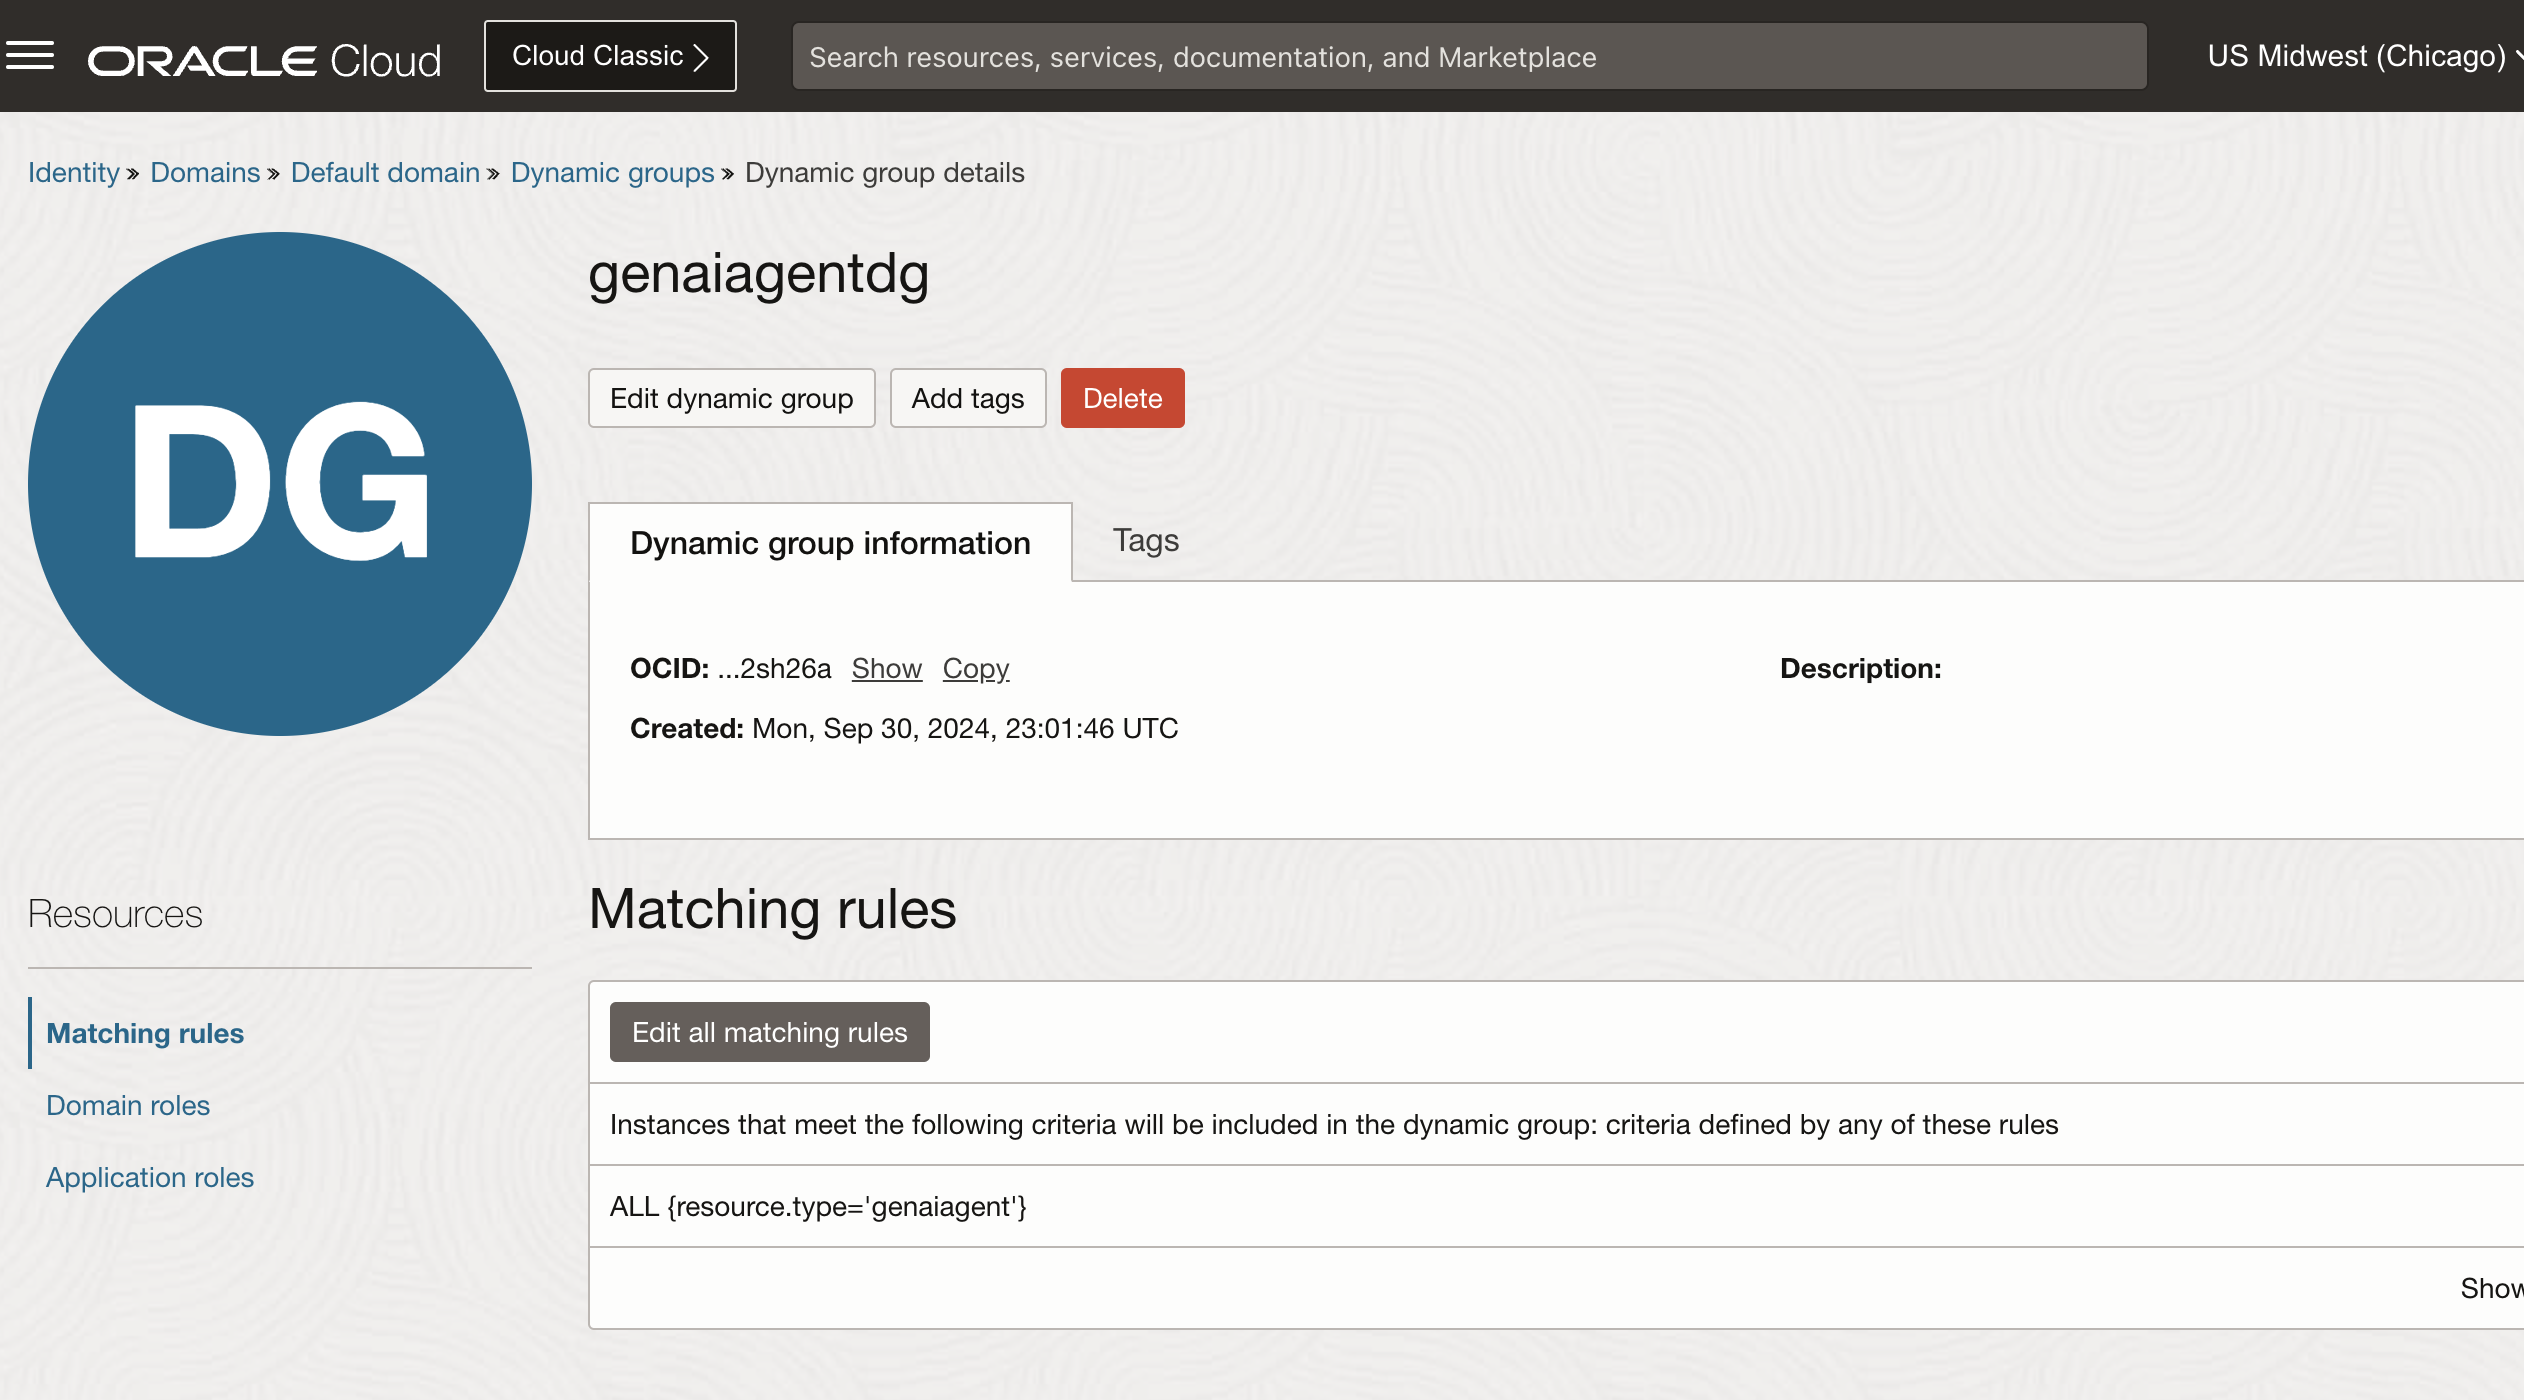 ORACLE Cloud
Cloud Classic
Search resources, services, documentation, and Marketplace
US Midwest (Chicago)
Identity » Domains » Default domain » Dynamic groups » Dynamic group details
DG
genaiagentdg
Edit dynamic group
Add tags
Delete
Dynamic group information
Tags
OCID: ...2sh26a Show Copy
Description:
Created: Mon, Sep 30, 2024, 23:01:46 UTC
Resources
Matching rules
Domain roles
Application roles
Matching rules
Edit all matching rules
Instances that meet the following criteria will be included in the dynamic group: criteria defined by any of these rules
ALL {resource.type='genaiagent'}
Show